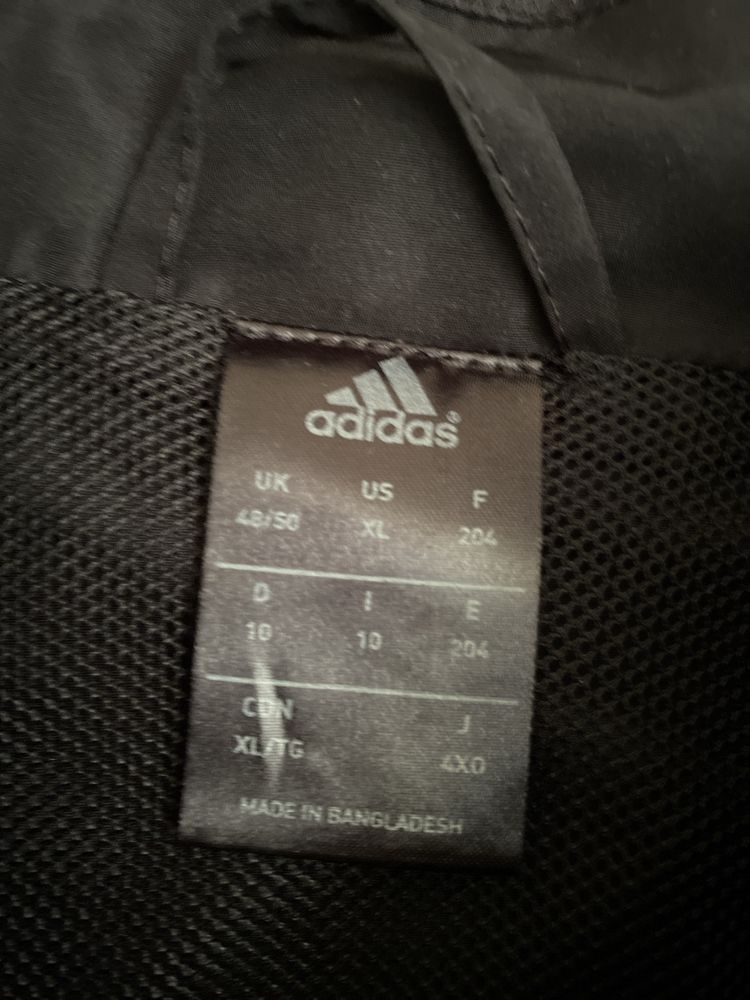 adidas®
UK US F
48/50 XL 204
D I E
10 10 204
CDN J
XL/TG 4XO
MADE IN BANGLADESH